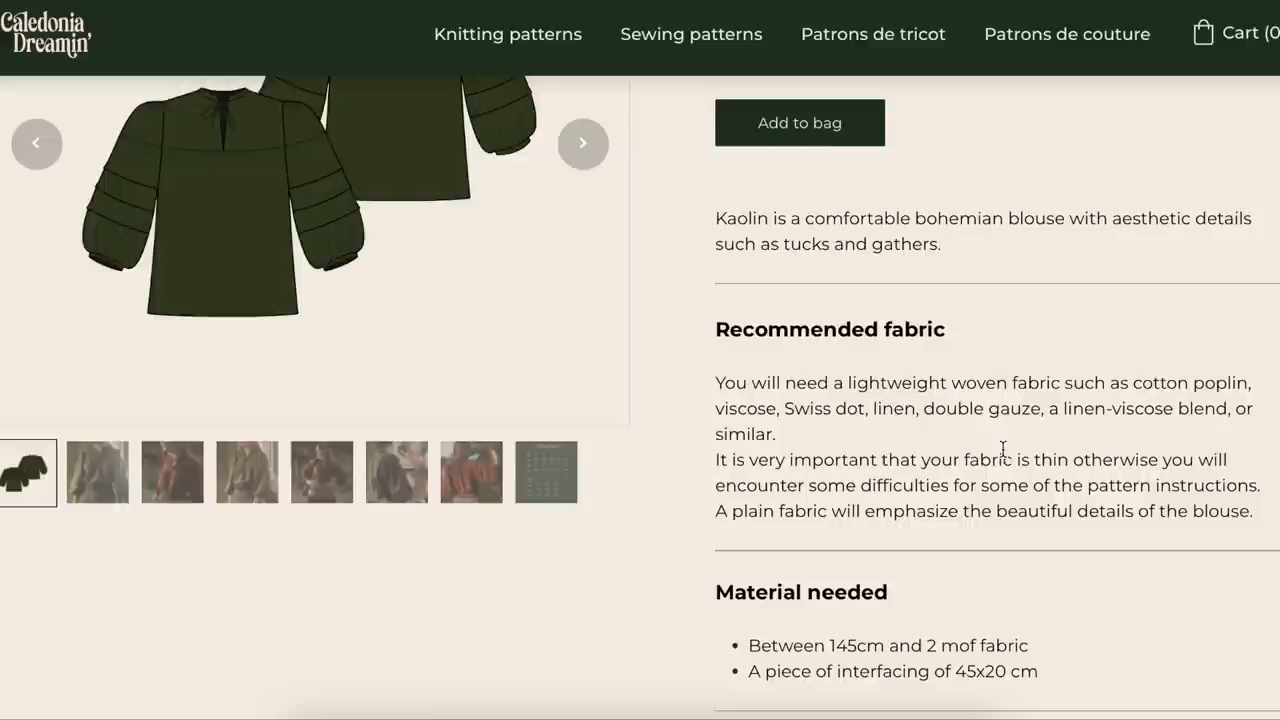 Caledonia
Dreamin'
Knitting patterns
Sewing patterns
Patrons de tricot
Patrons de couture
Cart (0
Add to bag
Kaolin is a comfortable bohemian blouse with aesthetic details
such as tucks and gathers.
Recommended fabric
You will need a lightweight woven fabric such as cotton poplin,
viscose, Swiss dot, linen, double gauze, a linen-viscose blend, or
similar.
It is very important that your fabric is thin otherwise you will
encounter some difficulties for some of the pattern instructions.
A plain fabric will emphasize the beautiful details of the blouse.
Material needed
• Between 145cm and 2 mof fabric
• A piece of interfacing of 45x20 cm